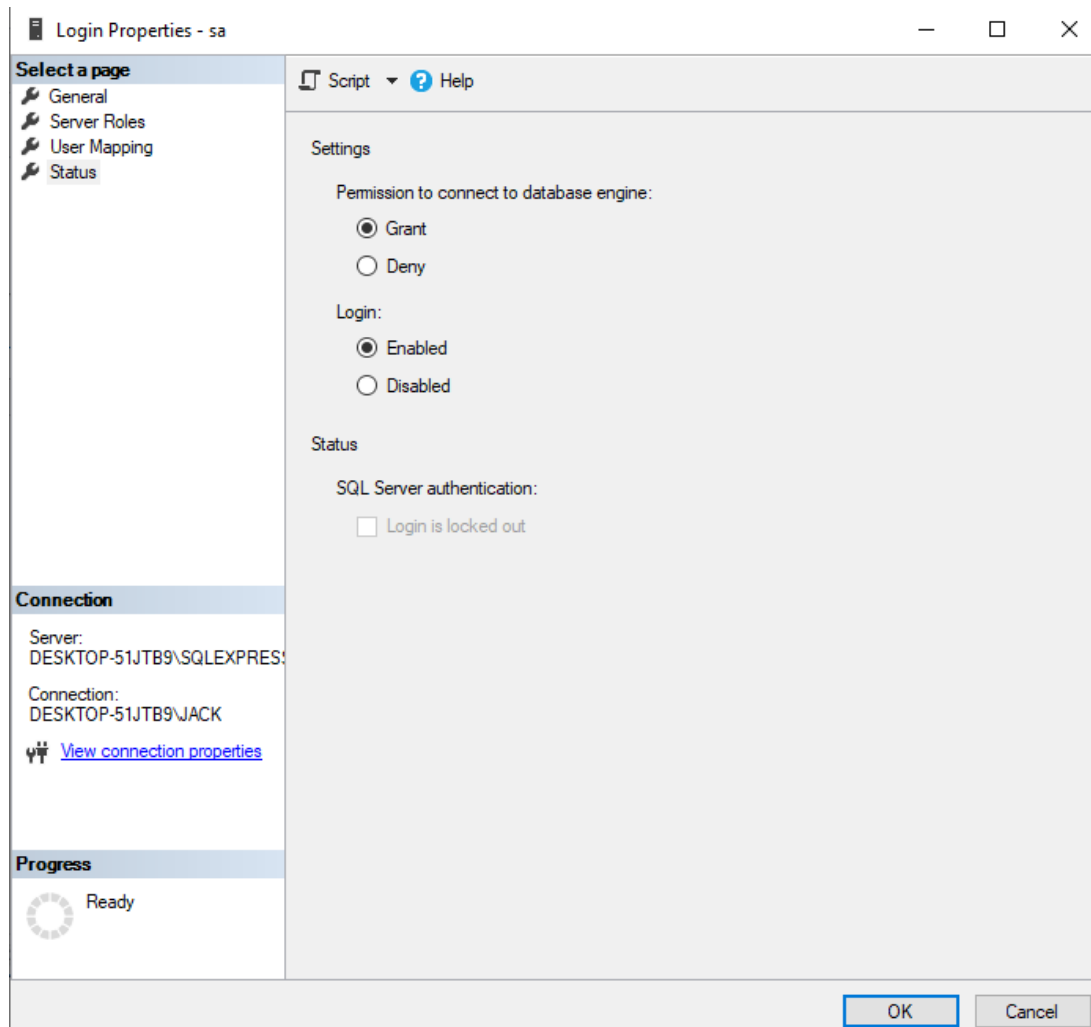 Login Properties - sa
Select a page
General
Server Roles
User Mapping
Status
Script
Help
Settings
Permission to connect to database engine:
Grant
Deny
Login:
Enabled
Disabled
Status
SQL Server authentication:
Login is locked out
Connection
Server:
DESKTOP-51JTB9\SQLEXPRESS
Connection:
DESKTOP-51JTB9\JACK
View connection properties
Progress
Ready
OK
Cancel